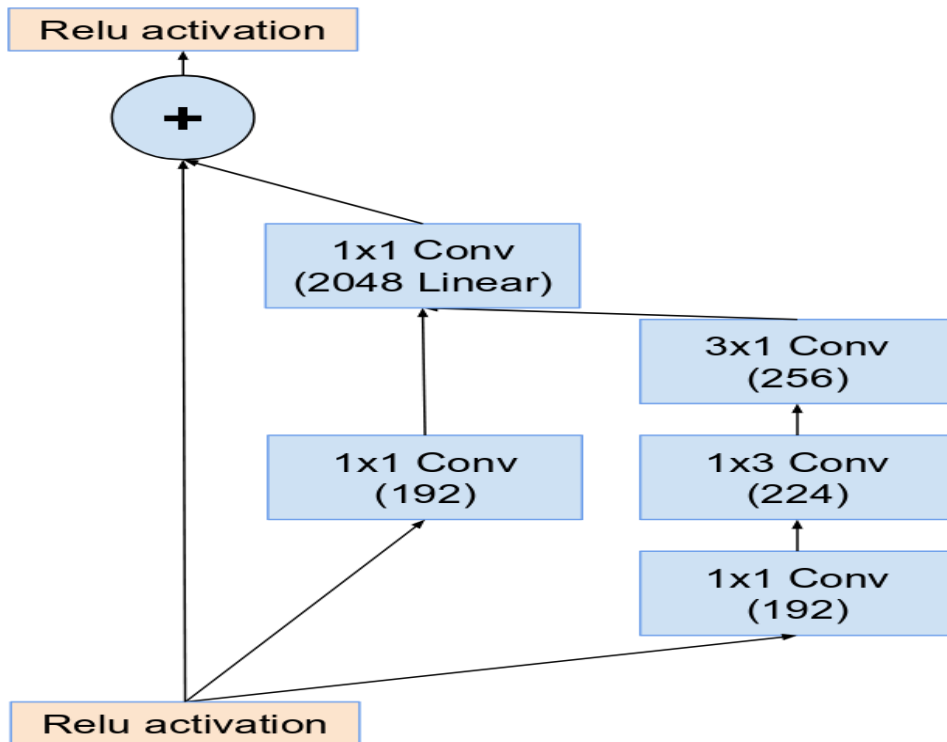 Relu activation
+
1x1 Conv
(2048 Linear)
3x1 Conv
(256)
1x1 Conv
(192)
1x3 Conv
(224)
1x1 Conv
(192)
Relu activation